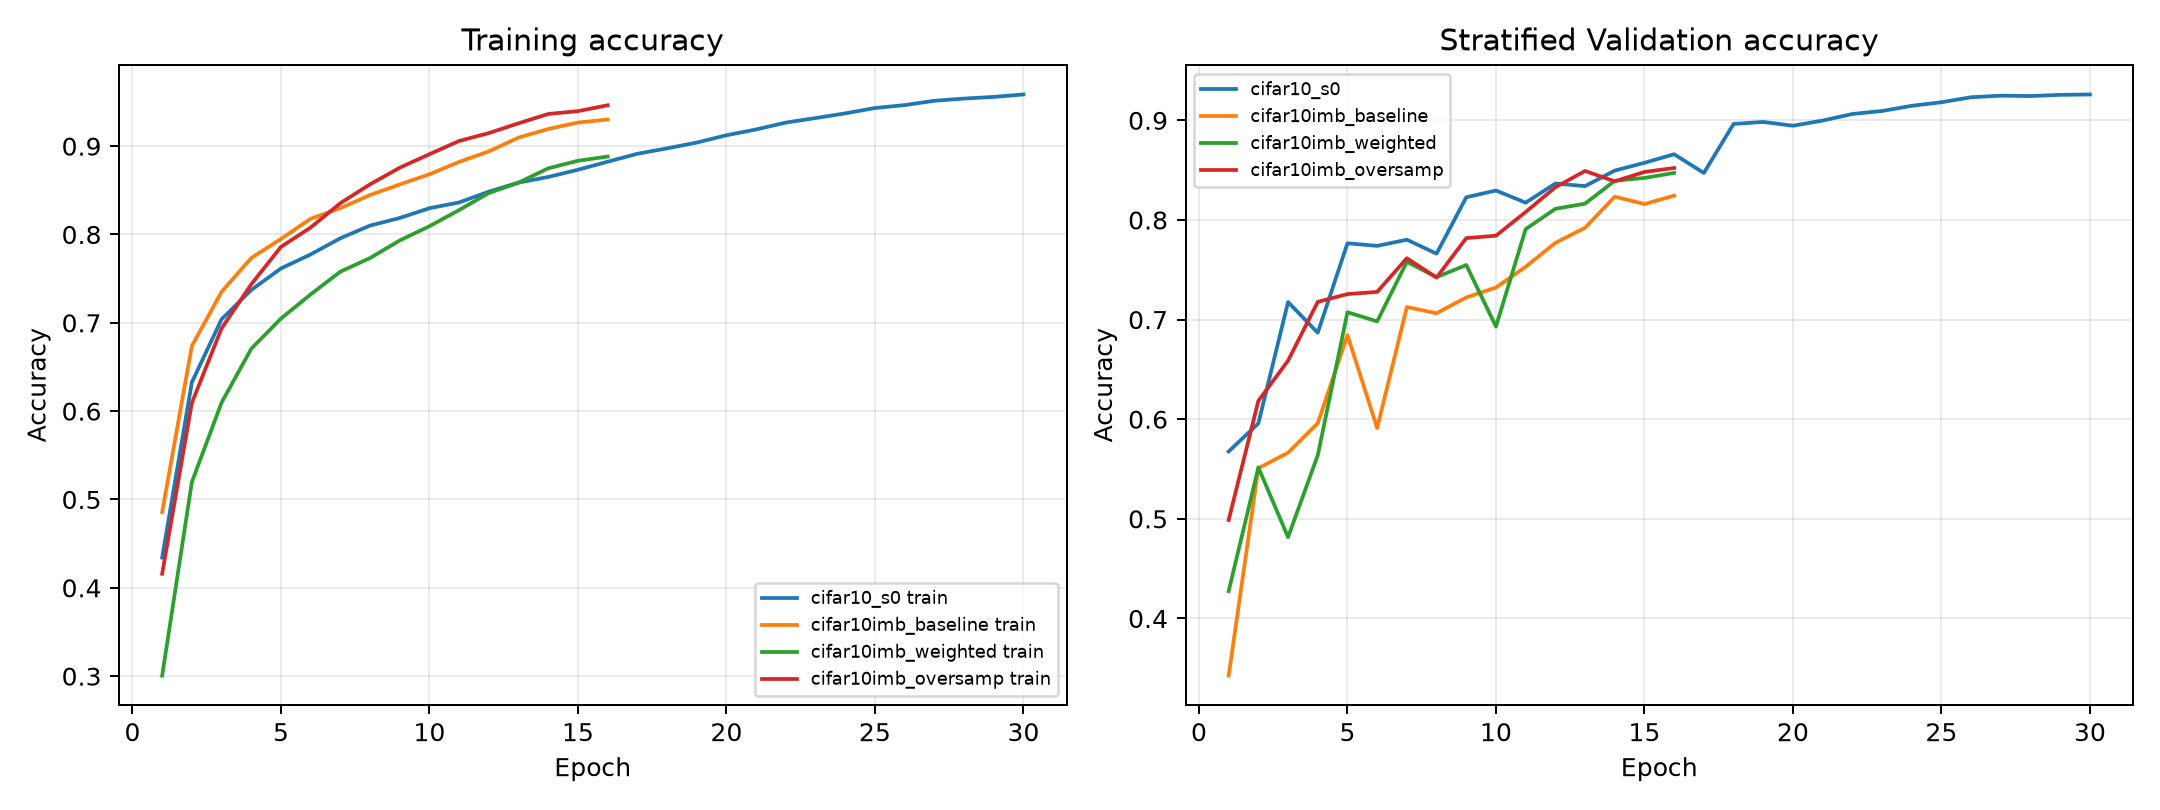 Training accuracy
Accuracy
0.9
0.8
0.7
0.6
0.5
0.4
0.3
0
5
10
15
20
25
30
Epoch
cifar10_s0 train
cifar10imb_baseline train
cifar10imb_weighted train
cifar10imb_oversamp train
Stratified Validation accuracy
Accuracy
0.9
0.8
0.7
0.6
0.5
0.4
0
5
10
15
20
25
30
Epoch
cifar10_s0
cifar10imb_baseline
cifar10imb_weighted
cifar10imb_oversamp